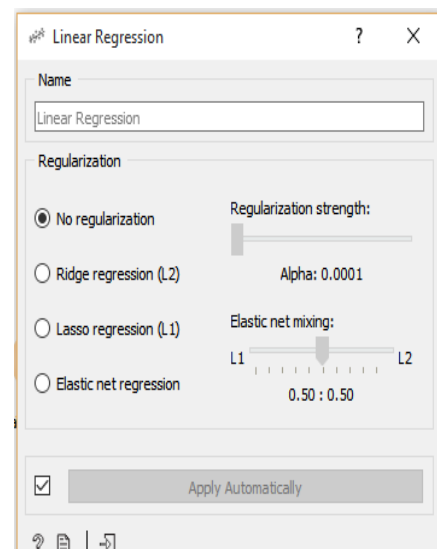 Linear Regression ?
Name
Linear Regression
Regularization
No regularization
Ridge regression (L2)
Lasso regression (L1)
Elastic net regression
Regularization strength:
Alpha: 0.0001
Elastic net mixing:
L1 L2
0.50 : 0.50
Apply Automatically
?